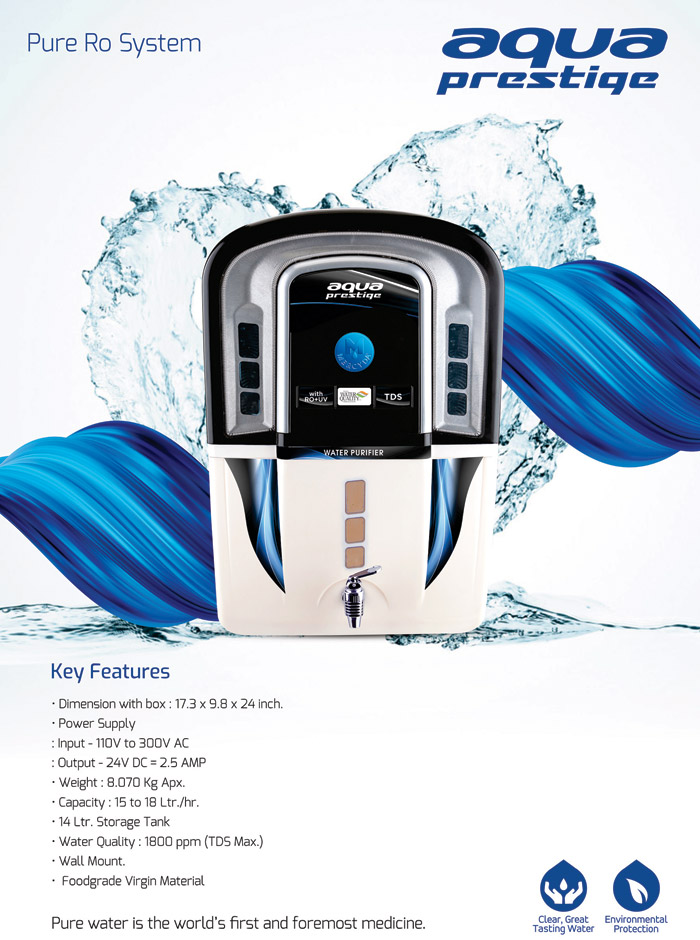 Pure Ro System
aqua
prestige
aqua
prestige
MERCYDA
with
RO+UV
WATER
QUALITY
TDS
WATER PURIFIER
Key Features
• Dimension with box : 17.3 x 9.8 x 24 inch.
• Power Supply
: Input - 110V to 300V AC
: Output - 24V DC = 2.5 AMP
• Weight : 8.070 Kg Apx.
• Capacity : 15 to 18 Ltr./hr.
• 14 Ltr. Storage Tank
• Water Quality : 1800 ppm (TDS Max.)
• Wall Mount.
• Foodgrade Virgin Material
Pure water is the world's first and foremost medicine.
Clear, Great
Tasting Water
Environmental
Protection